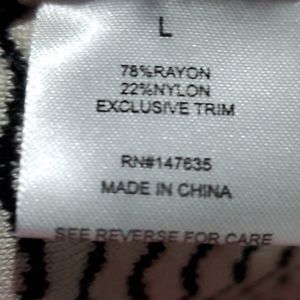 L
78%RAYON
22%NYLON
EXCLUSIVE TRIM
RN#147635
MADE IN CHINA
SEE REVERSE FOR CARE